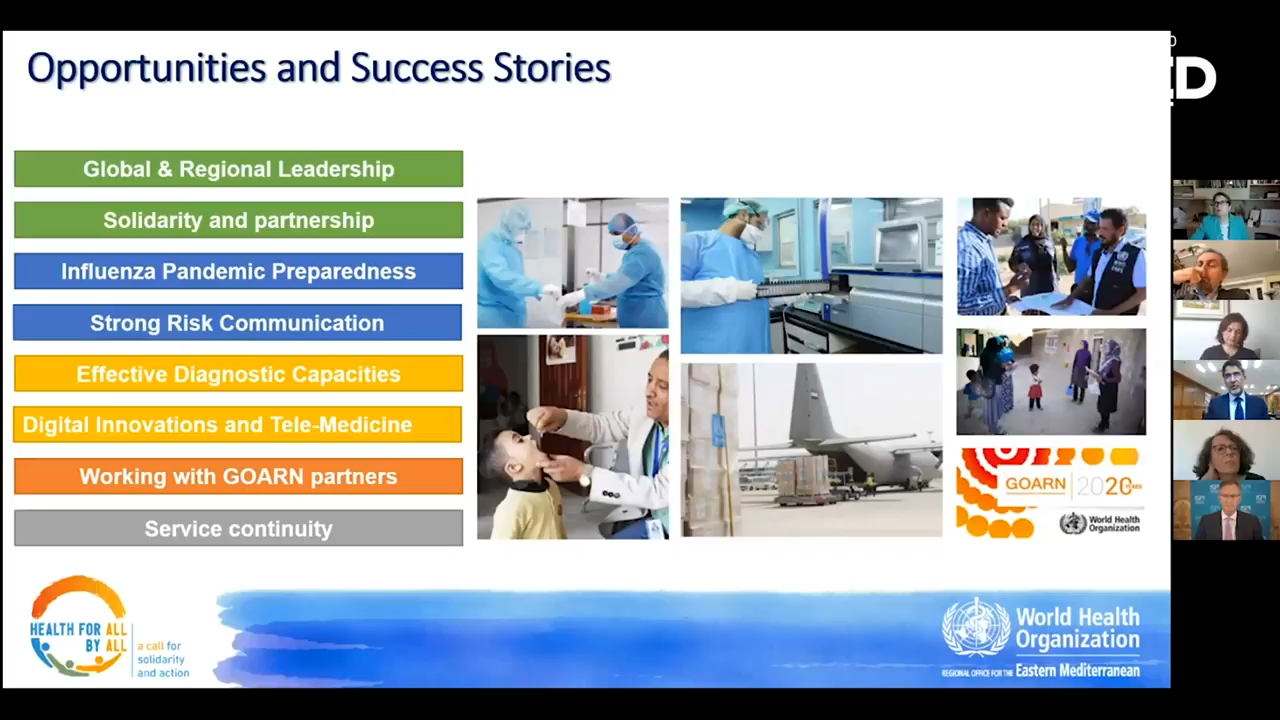 Opportunities and Success Stories
Global & Regional Leadership
Solidarity and partnership
Influenza Pandemic Preparedness
Strong Risk Communication
Effective Diagnostic Capacities
Digital Innovations and Tele-Medicine
Working with GOARN partners
Service continuity
GOARN 2020
World Health
Organization
HEALTH FOR ALL
BY ALL
a call for
solidarity
and action
World Health
Organization
REGIONAL OFFICE FOR THE Eastern Mediterranean